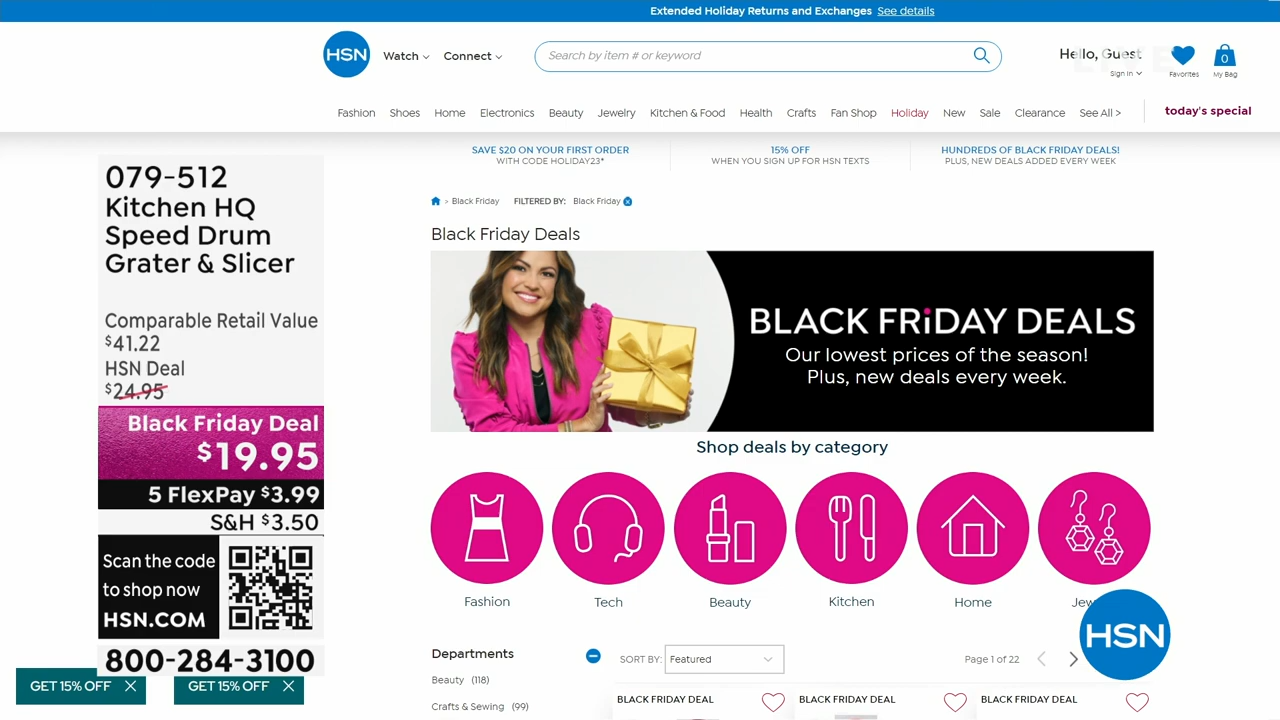 Extended Holiday Returns and Exchanges See details
HSN
Watch
Connect
Search by item # or keyword
Hello, Guest
Sign In
Favorites
0
My Bag
Fashion Shoes Home Electronics Beauty Jewelry Kitchen & Food Health Crafts Fan Shop Holiday New Sale Clearance See All >
today's special
SAVE $20 ON YOUR FIRST ORDER
WITH CODE HOLIDAY23*
15% OFF
WHEN YOU SIGN UP FOR HSN TEXTS
HUNDREDS OF BLACK FRIDAY DEALS!
PLUS, NEW DEALS ADDED EVERY WEEK
079-512
Kitchen HQ
Speed Drum
Grater & Slicer
Comparable Retail Value
$41.22
HSN Deal
$24.95
Black Friday Deal
$19.95
5 FlexPay $3.99
S&H $3.50
Scan the code
to shop now
HSN.COM
800-284-3100
GET 15% OFF
GET 15% OFF
> Black Friday FILTERED BY: Black Friday
Black Friday Deals
BLACK FRiDAY DEALS
Our lowest prices of the season!
Plus, new deals every week.
Shop deals by category
Fashion
Tech
Beauty
Kitchen
Home
HSN
Departments
Beauty (118)
Crafts & Sewing (99)
SORT BY: Featured
Page 1 of 22
BLACK FRIDAY DEAL
BLACK FRIDAY DEAL
BLACK FRIDAY DEAL